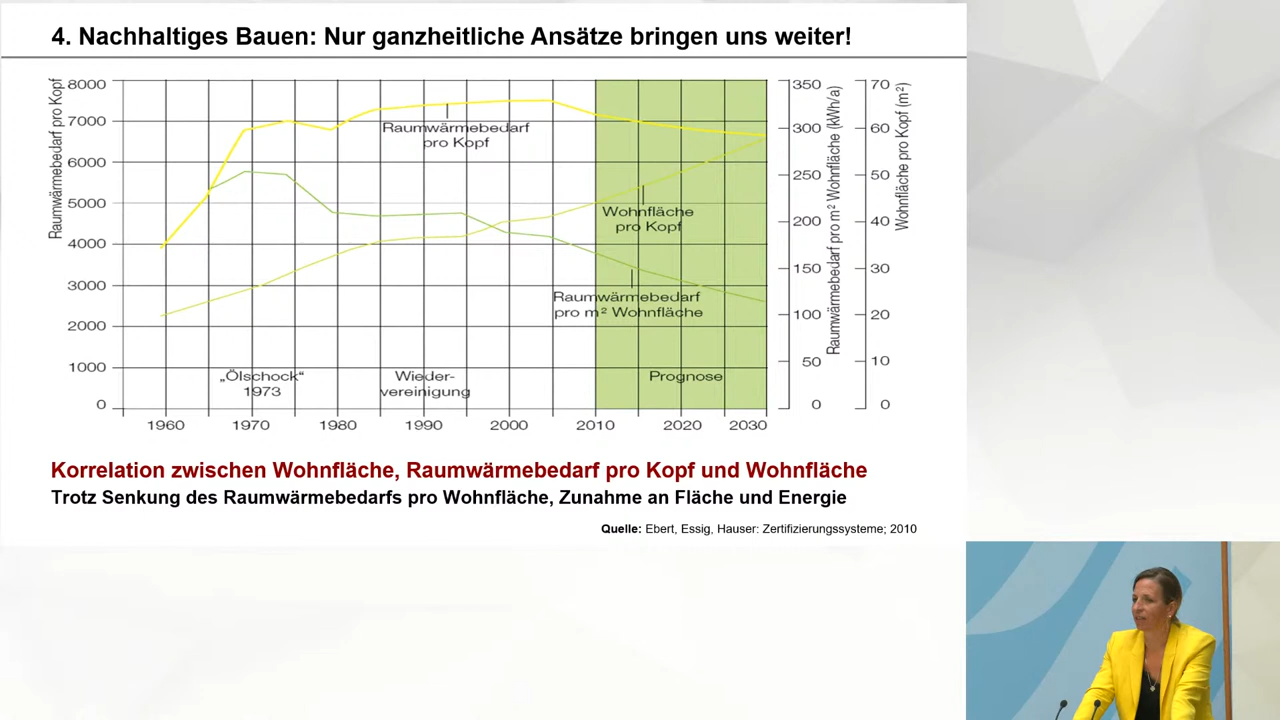 4. Nachhaltiges Bauen: Nur ganzheitliche Ansätze bringen uns weiter!
Raumwärmebedarf pro Kopf
8000
7000
6000
5000
4000
3000
2000
1000
0
Raumwärmebedarf
pro Kopf
Wohnfläche
pro Kopf
Raumwärmebedarf
pro m² Wohnfläche
„Ölschock“
1973
Wieder-
vereinigung
Prognose
1960
1970
1980
1990
2000
2010
2020
2030
350
300
250
200
150
100
50
0
Raumwärmebedarf pro m² Wohnfläche (kWh/a)
70
60
50
40
30
20
10
0
Wohnfläche pro Kopf (m²)
Korrelation zwischen Wohnfläche, Raumwärmebedarf pro Kopf und Wohnfläche
Trotz Senkung des Raumwärmebedarfs pro Wohnfläche, Zunahme an Fläche und Energie
Quelle: Ebert, Essig, Hauser: Zertifizierungssysteme; 2010